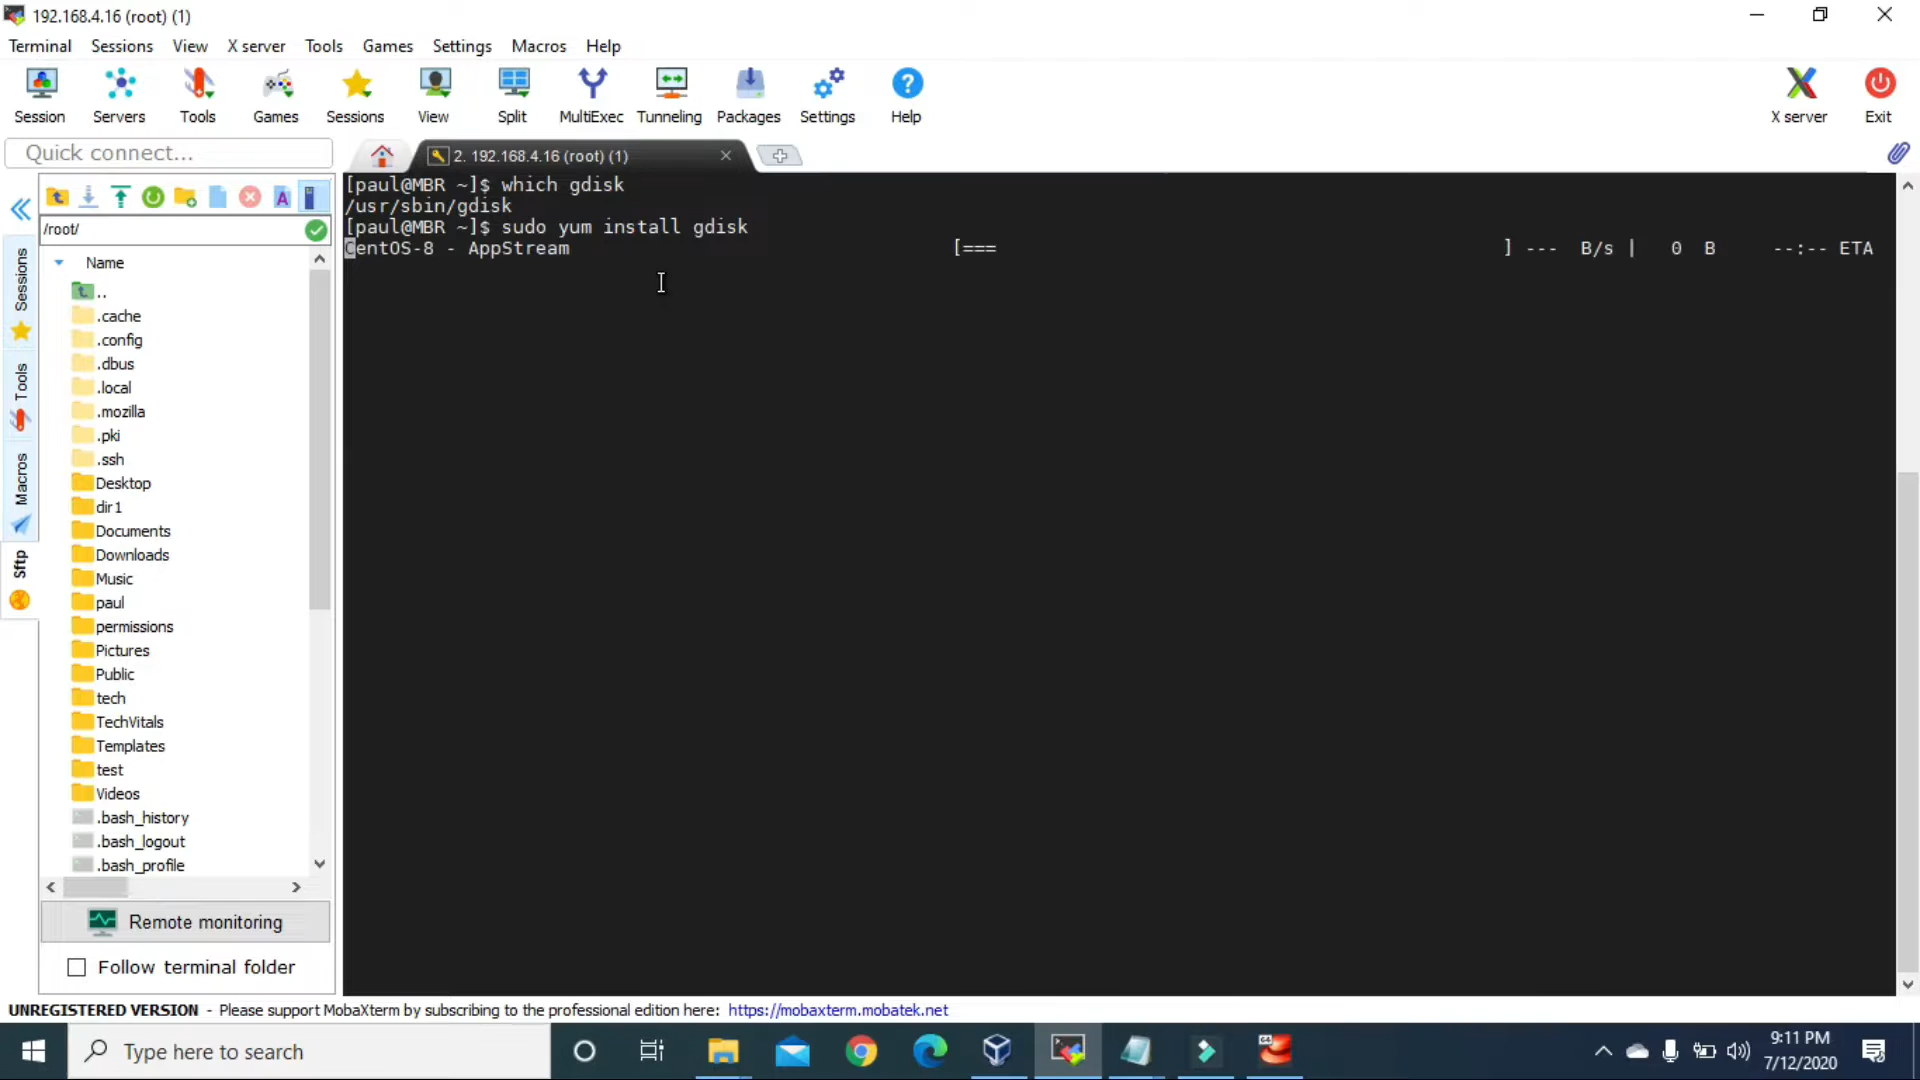 192.168.4.16 (root) (1)
Terminal Sessions View X server Tools Games Settings Macros Help
Session Servers Tools Games Sessions View Split MultiExec Tunneling Packages Settings Help X server Exit
Quick connect...
2. 192.168.4.16 (root) (1)
/root/
Name
..
.cache
.config
.dbus
.local
.mozilla
.pki
.ssh
Desktop
dir1
Documents
Downloads
Music
paul
permissions
Pictures
Public
tech
TechVitals
Templates
test
Videos
.bash_history
.bash_logout
.bash_profile
Sessions
Tools
Macros
Sftp
Remote monitoring
Follow terminal folder
[paul@MBR ~]$ which gdisk
/usr/sbin/gdisk
[paul@MBR ~]$ sudo yum install gdisk
CentOS-8 - AppStream [=== ] --- B/s | 0 B --:-- ETA
UNREGISTERED VERSION - Please support MobaXterm by subscribing to the professional edition here: https://mobaxterm.mobatek.net
Type here to search
64
9:11 PM
7/12/2020